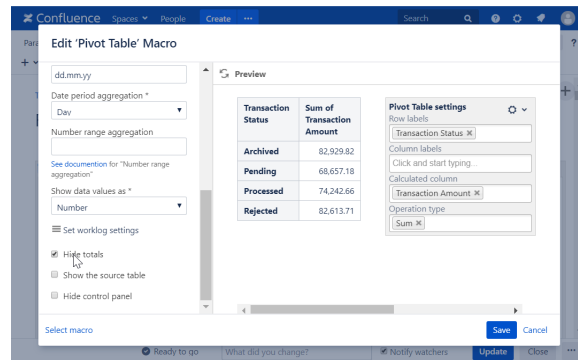 Confluence Spaces People Create ··· Search
Edit 'Pivot Table' Macro
dd.mm.yy
Date period aggregation *
Day
Number range aggregation
See documention for "Number range
aggregation"
Show data values as *
Number
Set worklog settings
Hide totals
Show the source table
Hide control panel
Preview
Transaction Status Sum of Transaction Amount
Archived 82,929.82
Pending 68,657.18
Processed 74,242.66
Rejected 82,613.71
Pivot Table settings
Row labels
Transaction Status
Column labels
Click and start typing...
Calculated column
Transaction Amount
Operation type
Sum
Select macro Save Cancel
Ready to go What did you change? Notify watchers Update Close ···